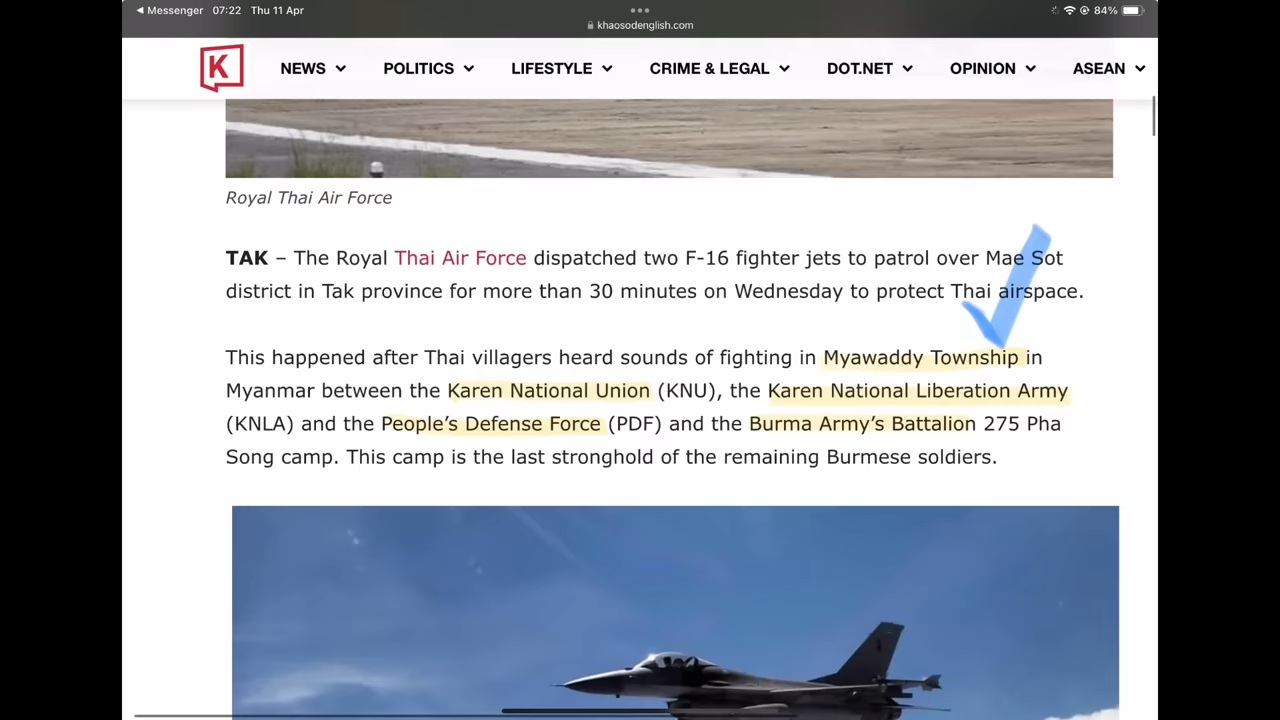 Messenger 07:22 Thu 11 Apr
84%
khaosodenglish.com
K NEWS POLITICS LIFESTYLE CRIME & LEGAL DOT.NET OPINION ASEAN
Royal Thai Air Force
TAK – The Royal Thai Air Force dispatched two F-16 fighter jets to patrol over Mae Sot
district in Tak province for more than 30 minutes on Wednesday to protect Thai airspace.
This happened after Thai villagers heard sounds of fighting in Myawaddy Township in
Myanmar between the Karen National Union (KNU), the Karen National Liberation Army
(KNLA) and the People’s Defense Force (PDF) and the Burma Army’s Battalion 275 Pha
Song camp. This camp is the last stronghold of the remaining Burmese soldiers.